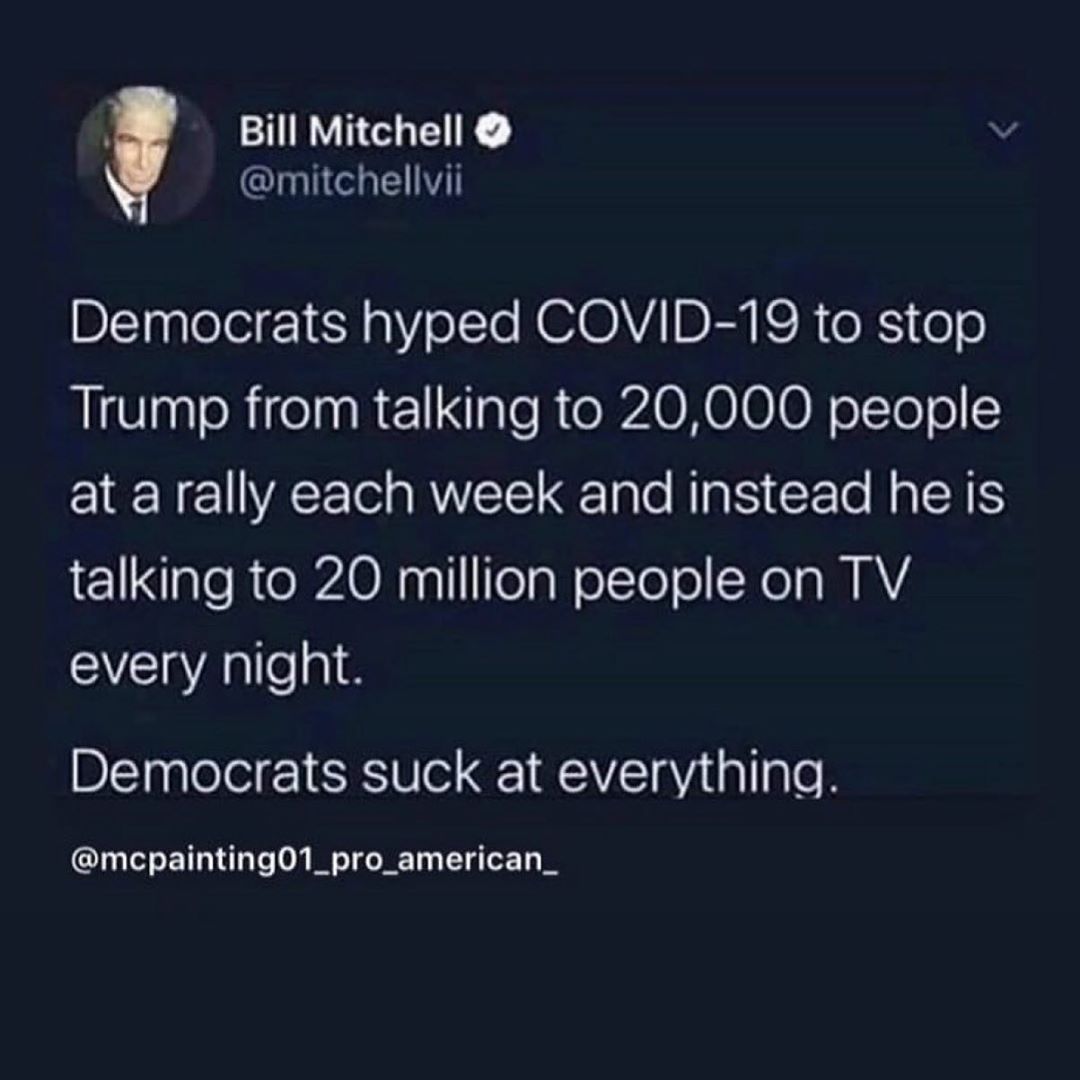 Bill Mitchell
@mitchellvii
Democrats hyped COVID-19 to stop
Trump from talking to 20,000 people
at a rally each week and instead he is
talking to 20 million people on TV
every night.
Democrats suck at everything.
@mcpainting01_pro_american_